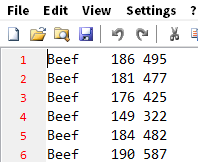 File Edit View Settings ?
1 Beef 186 495
2 Beef 181 477
3 Beef 176 425
4 Beef 149 322
5 Beef 184 482
6 Beef 190 587